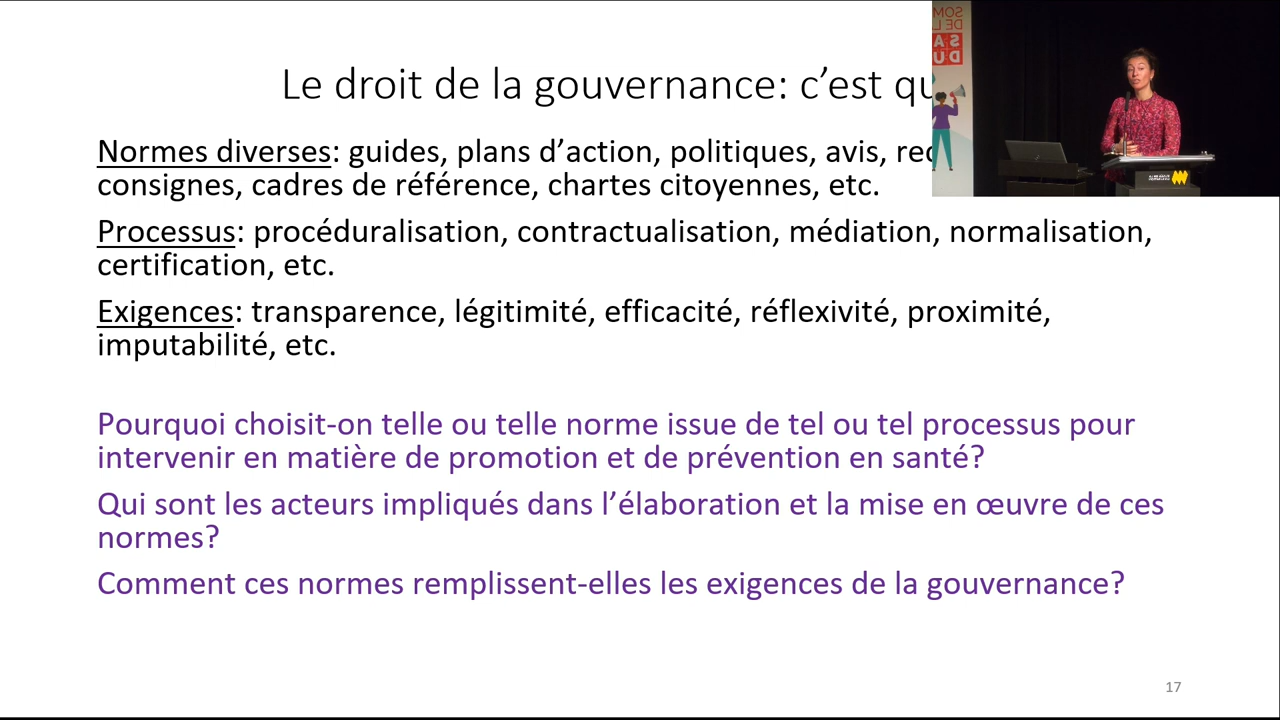 Le droit de la gouvernance: c’est qu
Normes diverses: guides, plans d’action, politiques, avis,
consignes, cadres de référence, chartes citoyennes, etc.
Processus: procéduralisation, contractualisation, médiation, normalisation,
certification, etc.
Exigences: transparence, légitimité, efficacité, réflexivité, proximité,
imputabilité, etc.
Pourquoi choisit-on telle ou telle norme issue de tel ou tel processus pour
intervenir en matière de promotion et de prévention en santé?
Qui sont les acteurs impliqués dans l’élaboration et la mise en œuvre de ces
normes?
Comment ces normes remplissent-elles les exigences de la gouvernance?
17
SOM
DE L
SA
DU